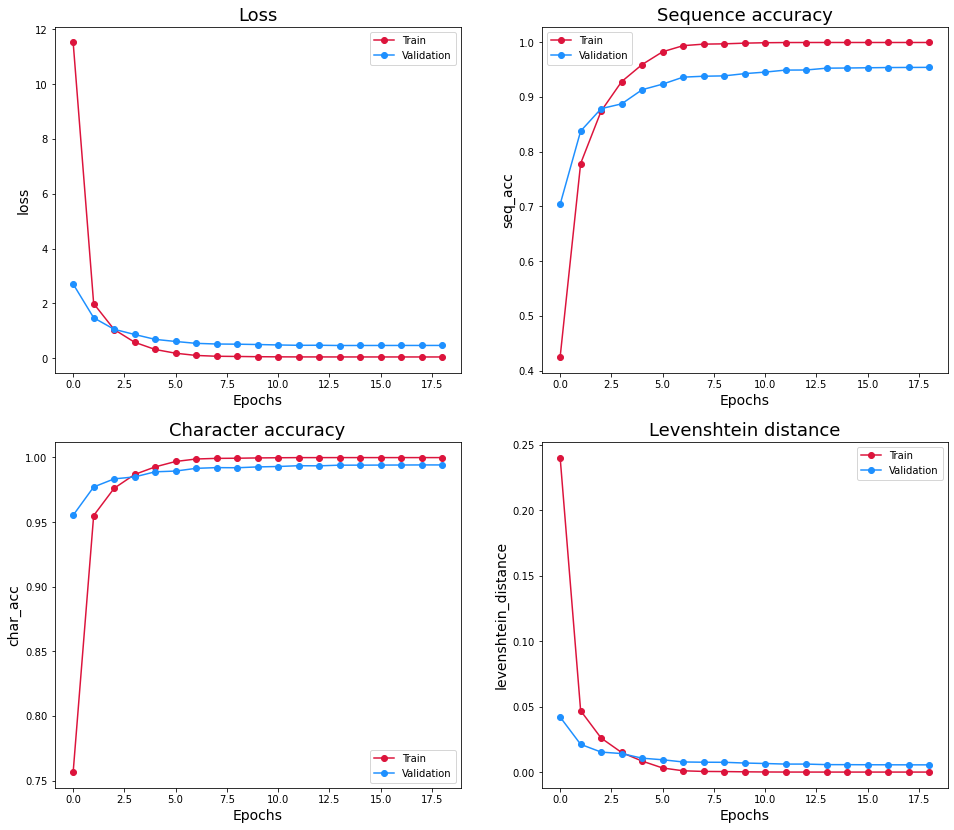 Loss
Train
Validation
12
10
8
6
4
2
0
loss
0.0 2.5 5.0 7.5 10.0 12.5 15.0 17.5
Epochs
Sequence accuracy
Train
Validation
1.0
0.9
0.8
0.7
0.6
0.5
0.4
seq_acc
0.0 2.5 5.0 7.5 10.0 12.5 15.0 17.5
Epochs
Character accuracy
1.00
0.95
0.90
0.85
0.80
0.75
char_acc
Train
Validation
0.0 2.5 5.0 7.5 10.0 12.5 15.0 17.5
Epochs
Levenshtein distance
Train
Validation
0.25
0.20
0.15
0.10
0.05
0.00
levenshtein_distance
0.0 2.5 5.0 7.5 10.0 12.5 15.0 17.5
Epochs